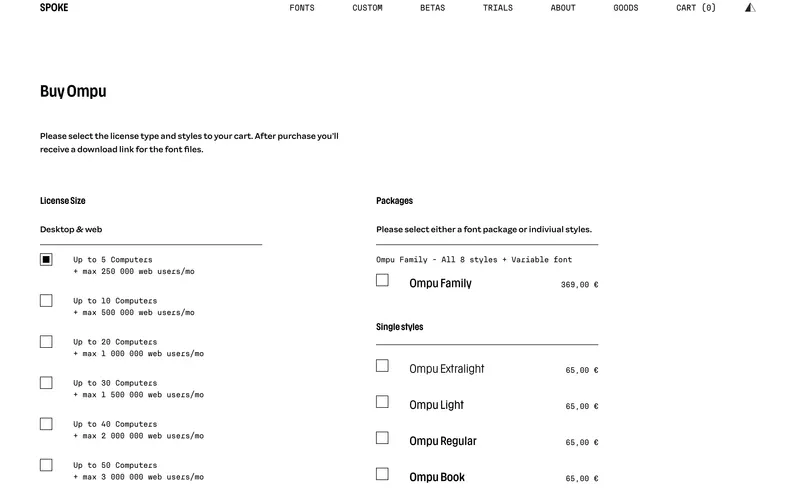 SPOKE
FONTS CUSTOM BETAS TRIALS ABOUT GOODS CART (0)
Buy Ompu
Please select the license type and styles to your cart. After purchase you'll
receive a download link for the font files.
License Size
Desktop & web
Up to 5 Computers
+ max 250 000 web users/mo
Up to 10 Computers
+ max 500 000 web users/mo
Up to 20 Computers
+ max 1 000 000 web users/mo
Up to 30 Computers
+ max 1 500 000 web users/mo
Up to 40 Computers
+ max 2 000 000 web users/mo
Up to 50 Computers
+ max 3 000 000 web users/mo
Packages
Please select either a font package or indiviual styles.
Ompu Family - All 8 styles + Variable font
Ompu Family 369,00 €
Single styles
Ompu Extralight 65,00 €
Ompu Light 65,00 €
Ompu Regular 65,00 €
Ompu Book 65,00 €